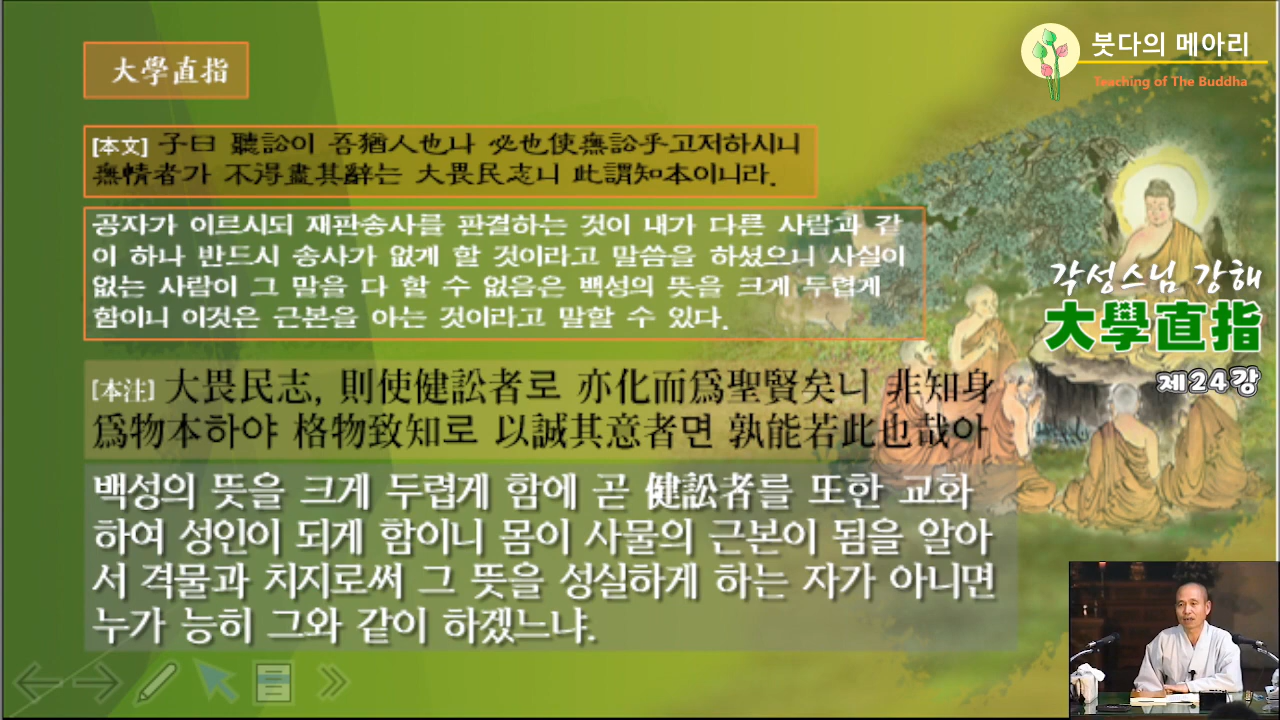 大學直指
붓다의 메아리
Teaching of The Buddha
[本文] 子曰 聽訟이 吾猶人也나 必也使無訟乎고저하시니
無情者가 不得盡其辭는 大畏民志니 此謂知本이니라.
공자가 이르시되 재판송사를 판결하는 것이 내가 다른 사람과 같
이 하나 반드시 송사가 없게 할 것이라고 말씀을 하셨으니 사실이
없는 사람이 그 말을 다 할 수 없음은 백성의 뜻을 크게 두렵게
함이니 이것은 근본을 아는 것이라고 말할 수 있다.
[本注] 大畏民志, 則使健訟者로 亦化而爲聖賢矣니 非知身
爲物本하야 格物致知로 以誠其意者면 孰能若此也哉아
백성의 뜻을 크게 두렵게 함에 곧 健訟者를 또한 교화
하여 성인이 되게 함이니 몸이 사물의 근본이 됨을 알아
서 격물과 치지로써 그 뜻을 성실하게 하는 자가 아니면
누가 능히 그와 같이 하겠느냐.
각성스님 강해
大學直指
제24강